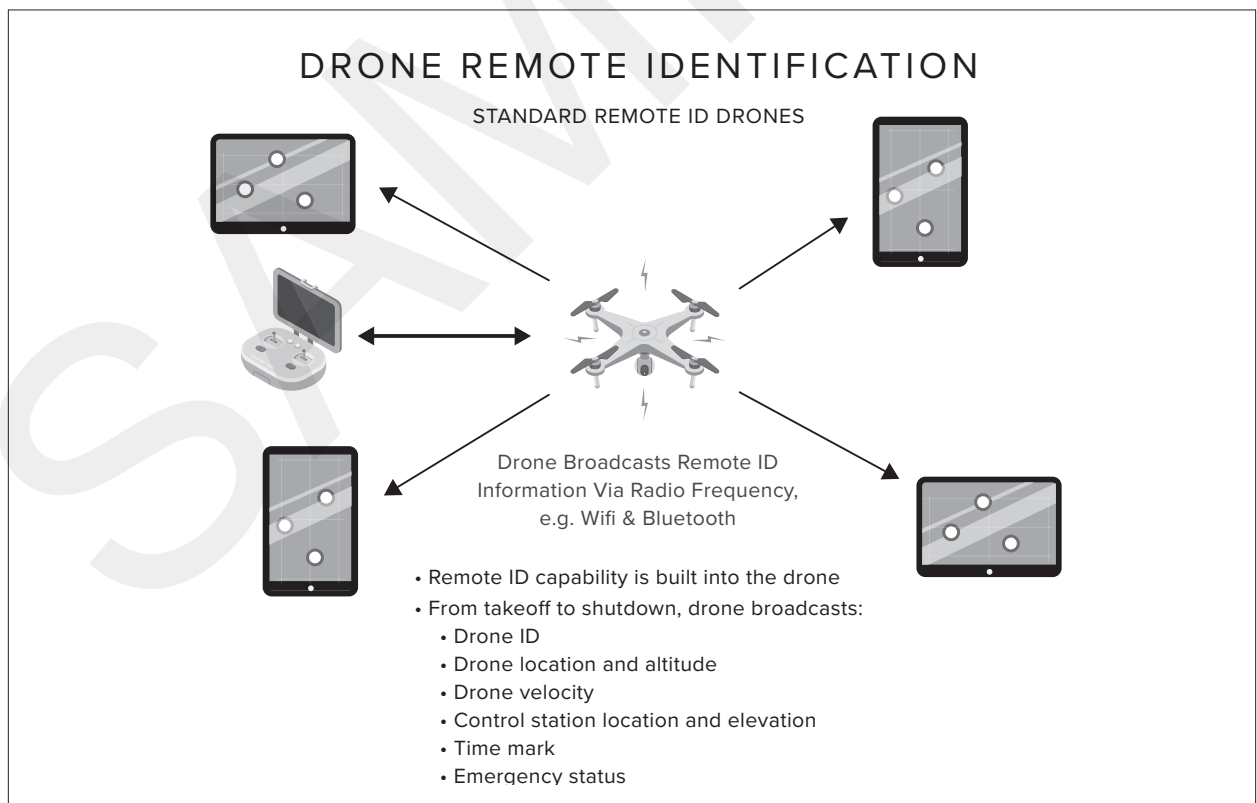 DRONE REMOTE IDENTIFICATION
STANDARD REMOTE ID DRONES
Drone Broadcasts Remote ID
Information Via Radio Frequency,
e.g. Wifi & Bluetooth
• Remote ID capability is built into the drone
• From takeoff to shutdown, drone broadcasts:
• Drone ID
• Drone location and altitude
• Drone velocity
• Control station location and elevation
• Time mark
• Emergency status